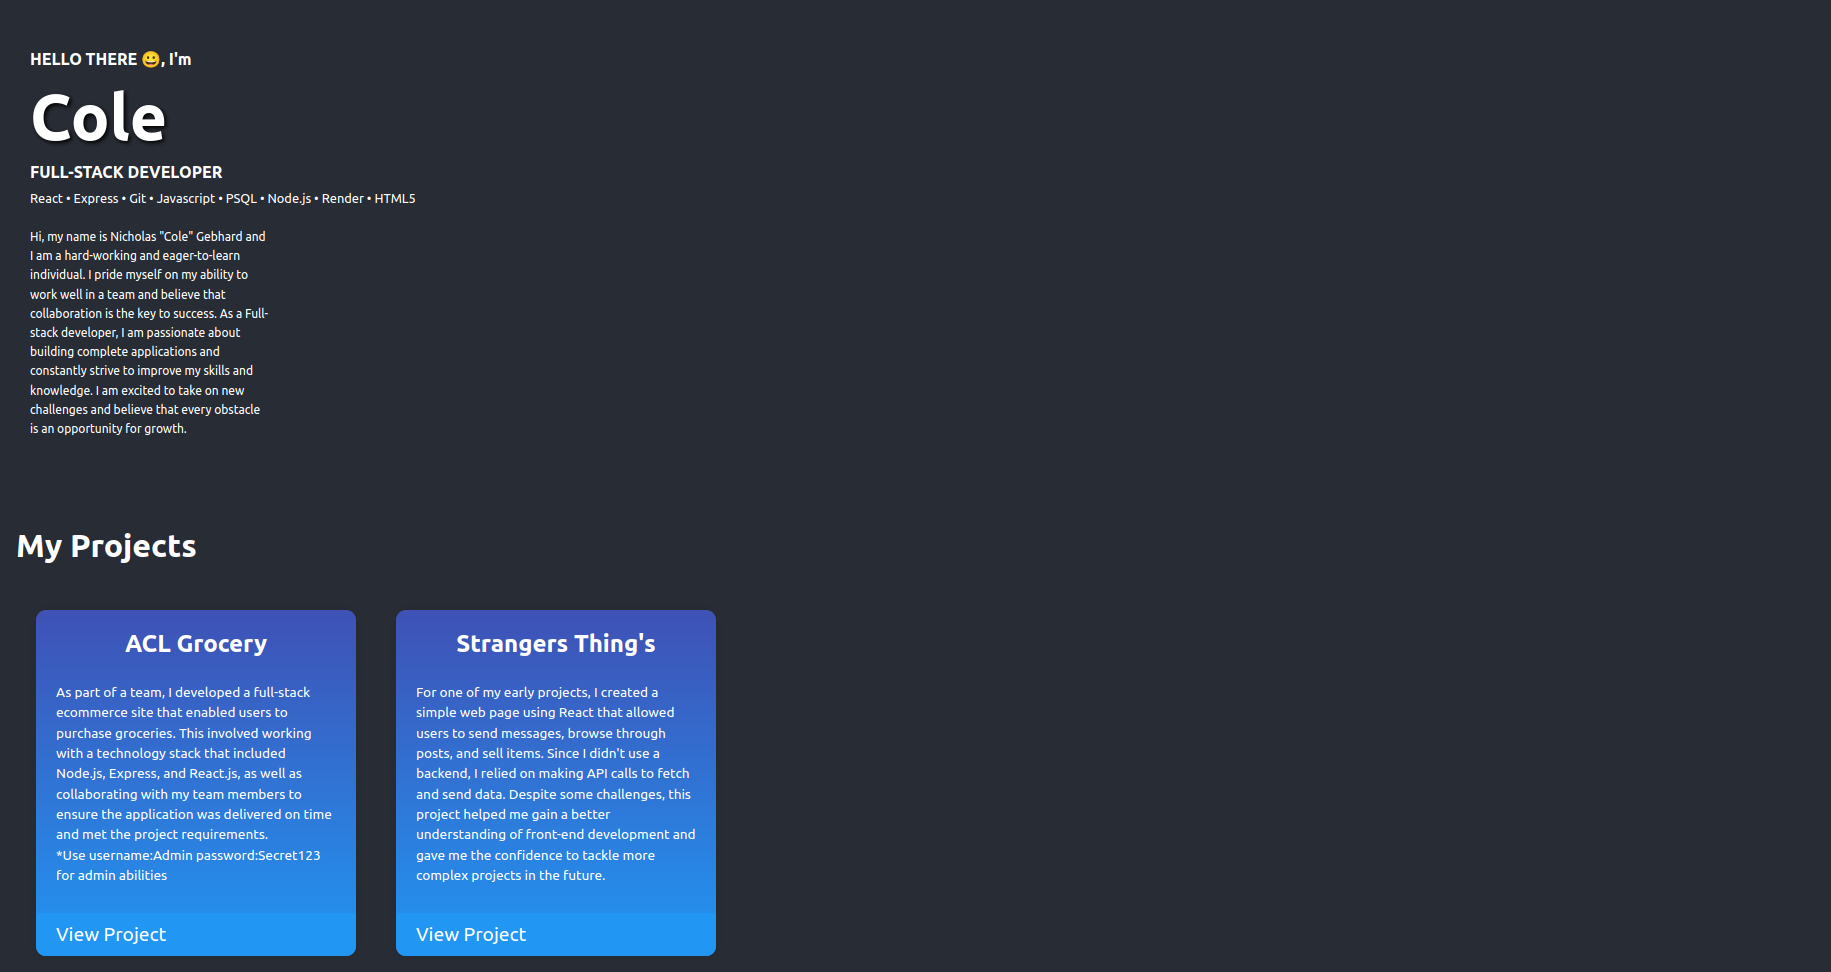 HELLO THERE 😀, I'm
Cole
FULL-STACK DEVELOPER
React • Express • Git • Javascript • PSQL • Node.js • Render • HTML5
Hi, my name is Nicholas "Cole" Gebhard and
I am a hard-working and eager-to-learn
individual. I pride myself on my ability to
work well in a team and believe that
collaboration is the key to success. As a Full-
stack developer, I am passionate about
building complete applications and
constantly strive to improve my skills and
knowledge. I am excited to take on new
challenges and believe that every obstacle
is an opportunity for growth.
My Projects
ACL Grocery
As part of a team, I developed a full-stack
ecommerce site that enabled users to
purchase groceries. This involved working
with a technology stack that included
Node.js, Express, and React.js, as well as
collaborating with my team members to
ensure the application was delivered on time
and met the project requirements.
*Use username:Admin password:Secret123
for admin abilities
View Project
Strangers Thing's
For one of my early projects, I created a
simple web page using React that allowed
users to send messages, browse through
posts, and sell items. Since I didn't use a
backend, I relied on making API calls to fetch
and send data. Despite some challenges, this
project helped me gain a better
understanding of front-end development and
gave me the confidence to tackle more
complex projects in the future.
View Project